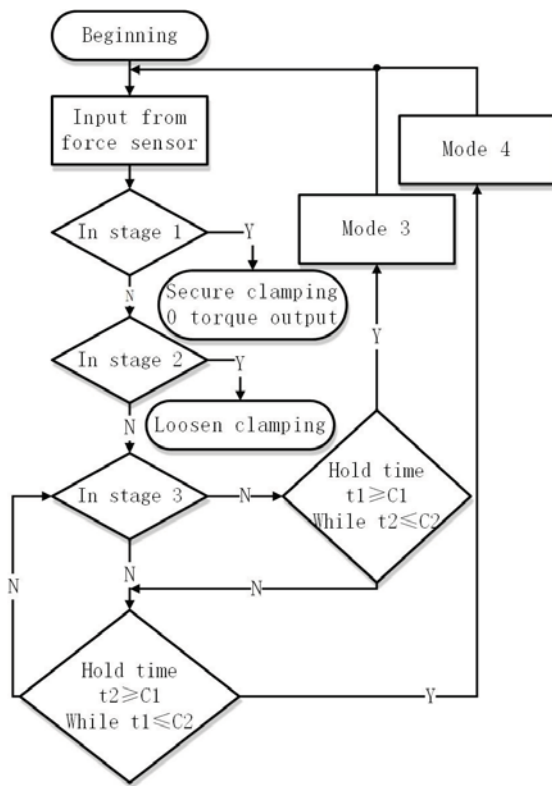 Beginning
Input from
force sensor
Mode 4
Mode 3
In stage 1
Y
Secure clamping
0 torque output
N
In stage 2
Y
Y
Loosen clamping
N
Hold time
t1≥C1
While t2≤C2
In stage 3
N
N
N
N
Hold time
t2≥C1
While t1≤C2
Y